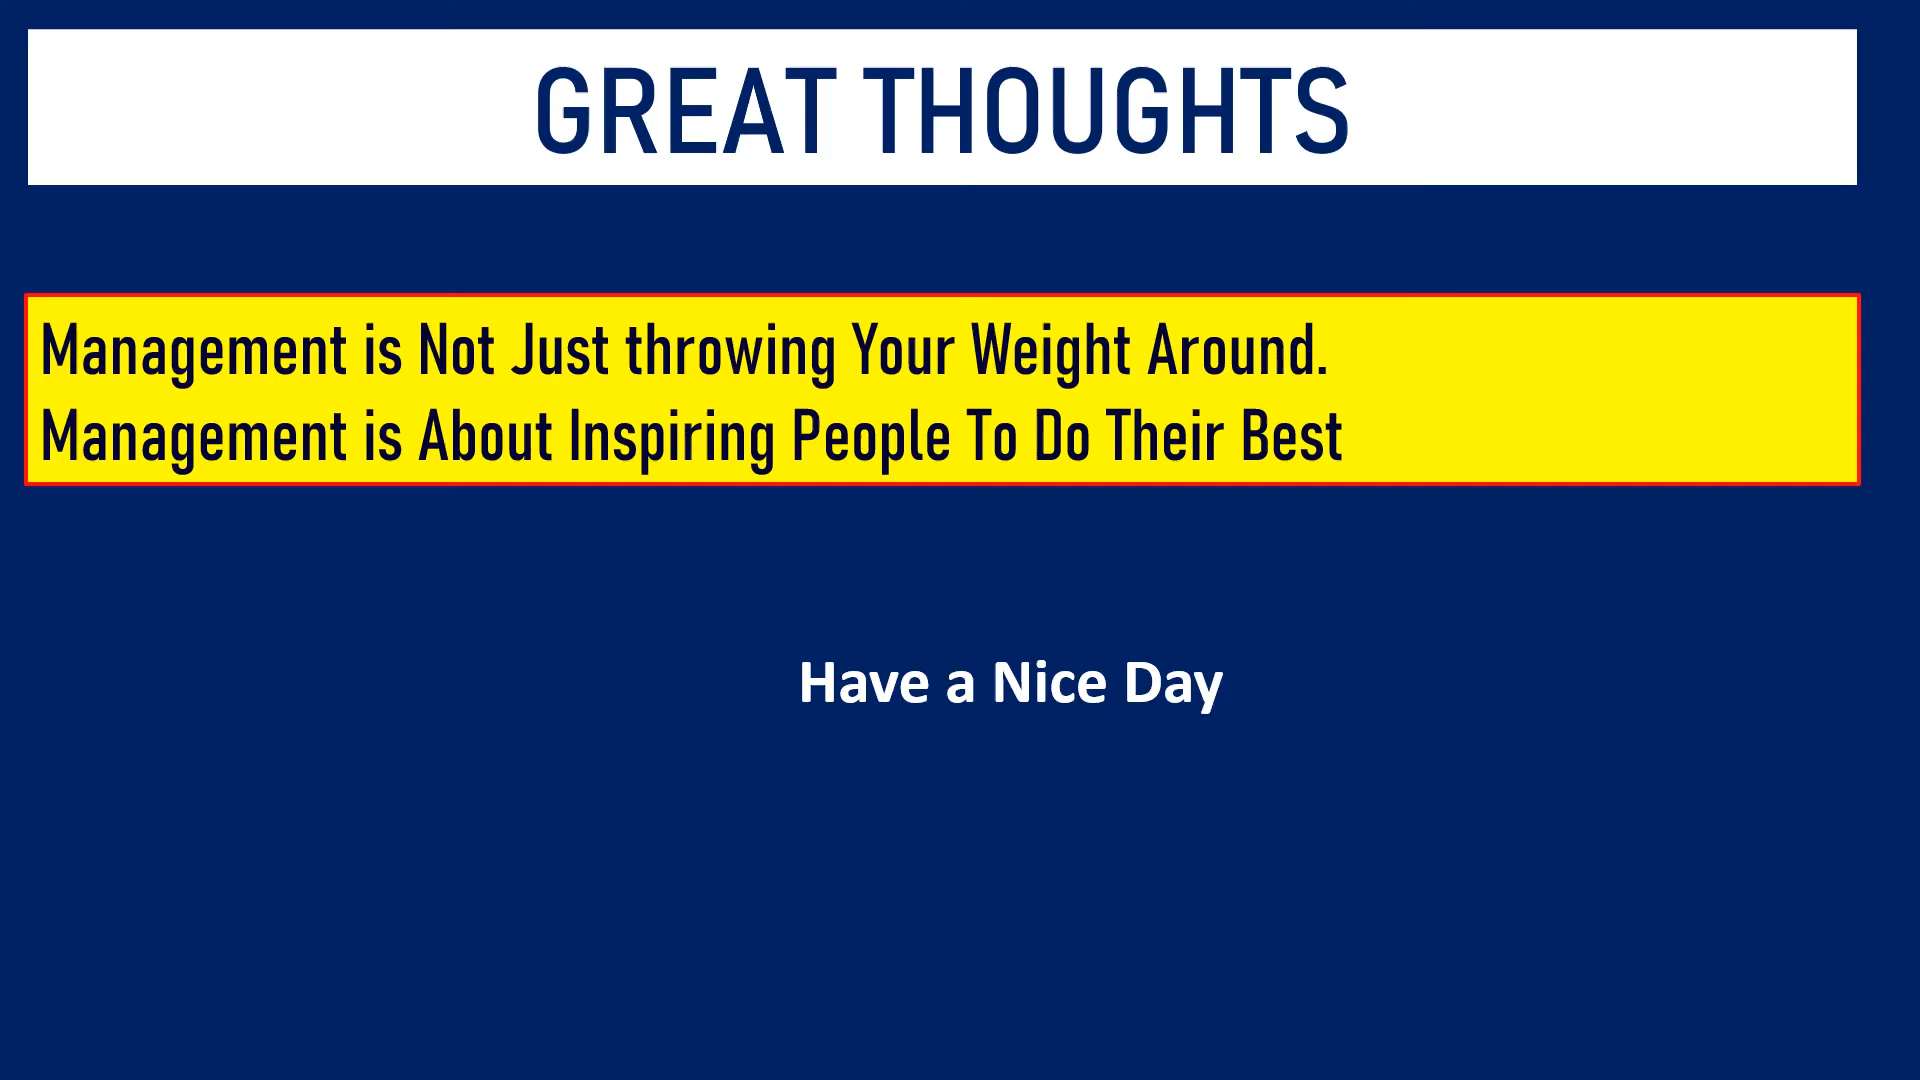 GREAT THOUGHTS
Management is Not Just throwing Your Weight Around.
Management is About Inspiring People To Do Their Best
Have a Nice Day